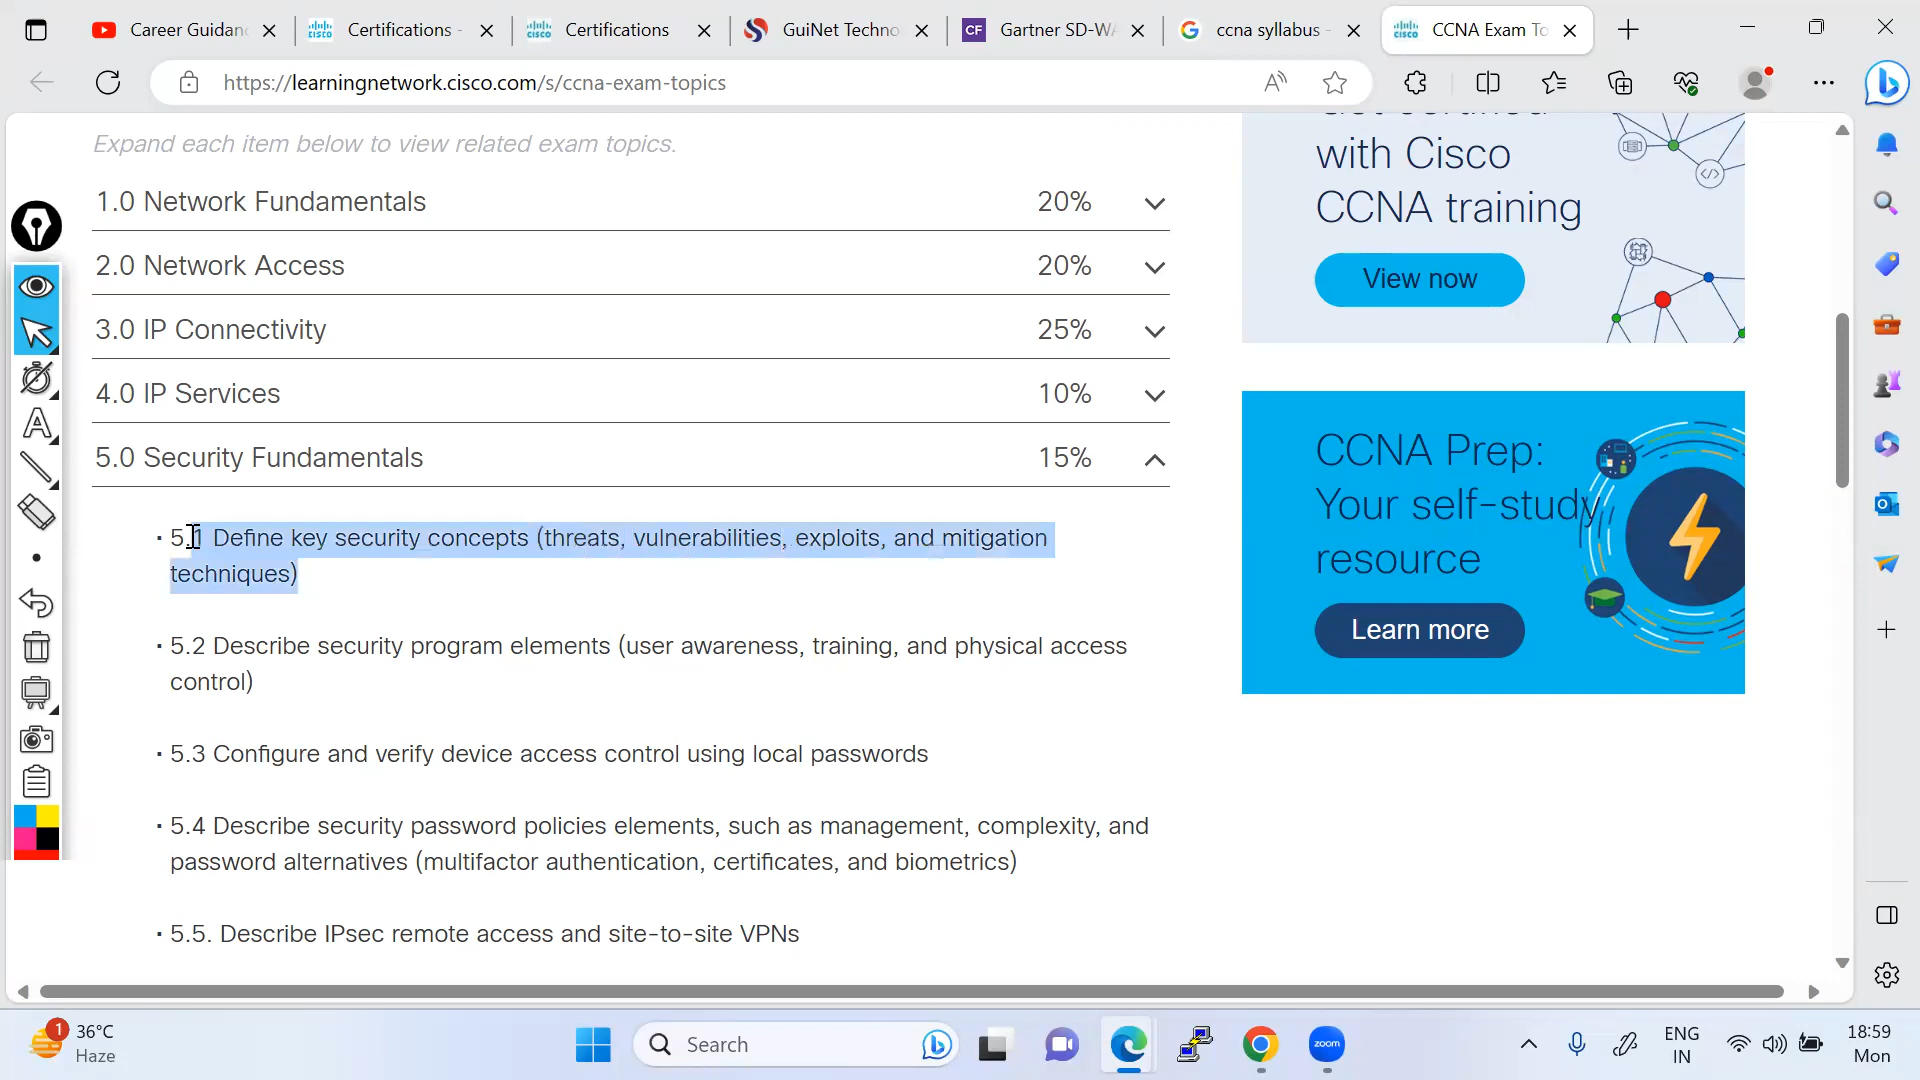 Career Guidan
Certifications -
Certifications
GuiNet Techno
CF
Gartner SD-WA
ccna syllabus -
CCNA Exam To
https://learningnetwork.cisco.com/s/ccna-exam-topics
Expand each item below to view related exam topics.
1.0 Network Fundamentals 20%
2.0 Network Access 20%
3.0 IP Connectivity 25%
4.0 IP Services 10%
5.0 Security Fundamentals 15%
· 5.1 Define key security concepts (threats, vulnerabilities, exploits, and mitigation
techniques)
· 5.2 Describe security program elements (user awareness, training, and physical access
control)
· 5.3 Configure and verify device access control using local passwords
· 5.4 Describe security password policies elements, such as management, complexity, and
password alternatives (multifactor authentication, certificates, and biometrics)
· 5.5. Describe IPsec remote access and site-to-site VPNs
with Cisco
CCNA training
View now
CCNA Prep:
Your self-study
resource
Learn more
1
36°C
Haze
Search
zoom
ENG
IN
18:59
Mon